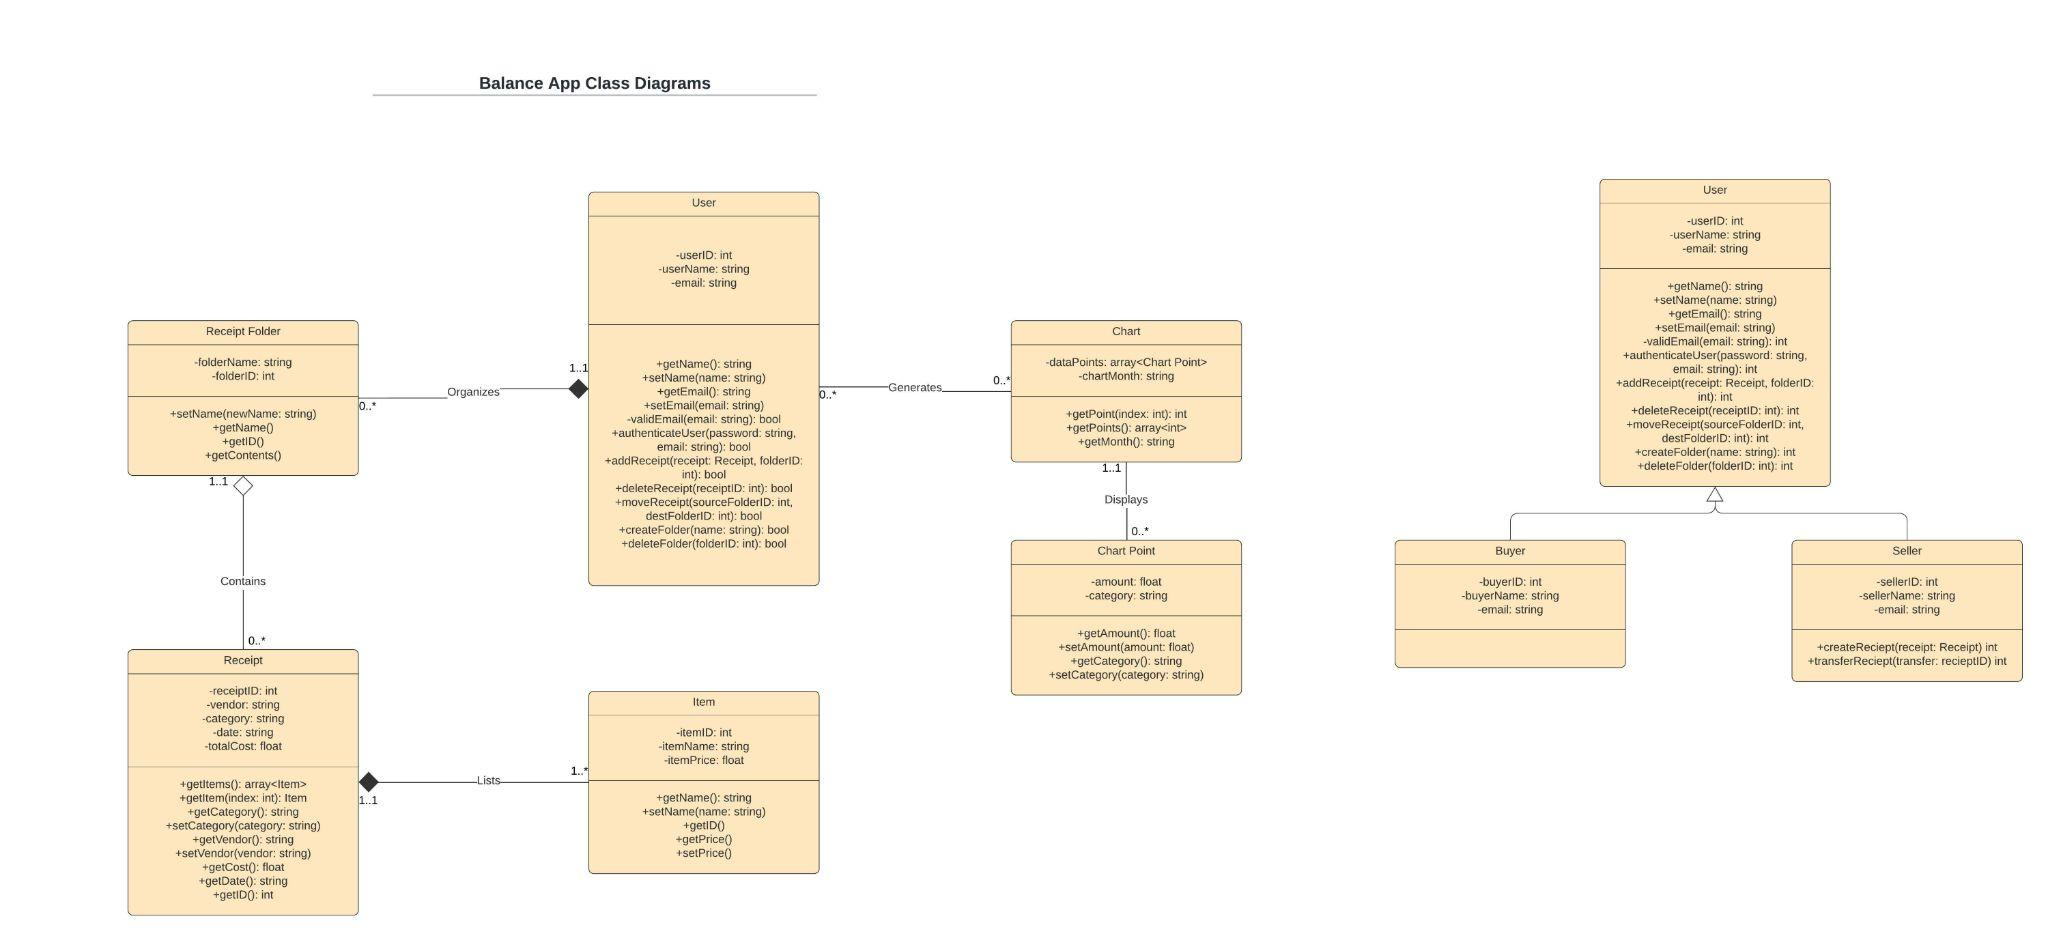 Balance App Class Diagrams
User
-userID: int
-userName: string
-email: string
+getName(): string
+setName(name: string)
+getEmail(): string
+setEmail(email: string)
-validEmail(email: string): bool
+authenticateUser(password: string,
email: string): bool
+addReceipt(receipt: Receipt, folderID:
int): bool
+deleteReceipt(receiptID: int): bool
+moveReceipt(sourceFolderID: int,
destFolderID: int): bool
+createFolder(name: string): bool
+deleteFolder(folderID: int): bool
Receipt Folder
-folderName: string
-folderID: int
+setName(newName: string)
+getName()
+getID()
+getContents()
0..*
Organizes
1..1
0..*
Generates
0..*
Chart
-dataPoints: array<Chart Point>
-chartMonth: string
+getPoint(index: int): int
+getPoints(): array<int>
+getMonth(): string
1..1
Displays
0..*
Chart Point
-amount: float
-category: string
+getAmount(): float
+setAmount(amount: float)
+getCategory(): string
+setCategory(category: string)
1..1
Contains
0..*
Receipt
-receiptID: int
-vendor: string
-category: string
-date: string
-totalCost: float
+getItems(): array<Item>
+getItem(index: int): Item
+getCategory(): string
+setCategory(category: string)
+getVendor(): string
+setVendor(vendor: string)
+getCost(): float
+getDate(): string
+getID(): int
1..1
Lists
1..*
Item
-itemID: int
-itemName: string
-itemPrice: float
+getName(): string
+setName(name: string)
+getID()
+getPrice()
+setPrice()
User
-userID: int
-userName: string
-email: string
+getName(): string
+setName(name: string)
+getEmail(): string
+setEmail(email: string)
-validEmail(email: string): int
+authenticateUser(password: string,
email: string): int
+addReceipt(receipt: Receipt, folderID:
int): int
+deleteReceipt(receiptID: int): int
+moveReceipt(sourceFolderID: int,
destFolderID: int): int
+createFolder(name: string): int
+deleteFolder(folderID: int): int
Buyer
-buyerID: int
-buyerName: string
-email: string
Seller
-sellerID: int
-sellerName: string
-email: string
+createReciept(receipt: Receipt) int
+transferReciept(transfer: recieptID) int